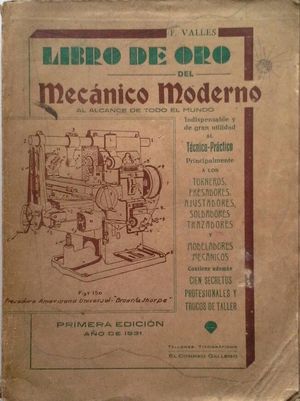 F. VALLES
LIBRO DE ORO
DEL
Mecánico Moderno
AL ALCANCE DE TODO EL MUNDO
Indispensable y
de gran utilidad
AL
Técnico-Práctico
Principalmente
A LOS
TORNEROS,
FRESADORES
AJUSTADORES,
SOLDADORES
TRAZADORES
Y
MODELADORES
MECÁNICOS
Contiene además
CIEN SECRETOS
PROFESIONALES Y
TRUCOS DE TALLER
Fig. 150
Fresadora Americana Universal-"Brown & Sharpe"
PRIMERA EDICIÓN
AÑO DE 1931
TALLERES TIPOGRÁFICOS
EL CORREO GALLEGO